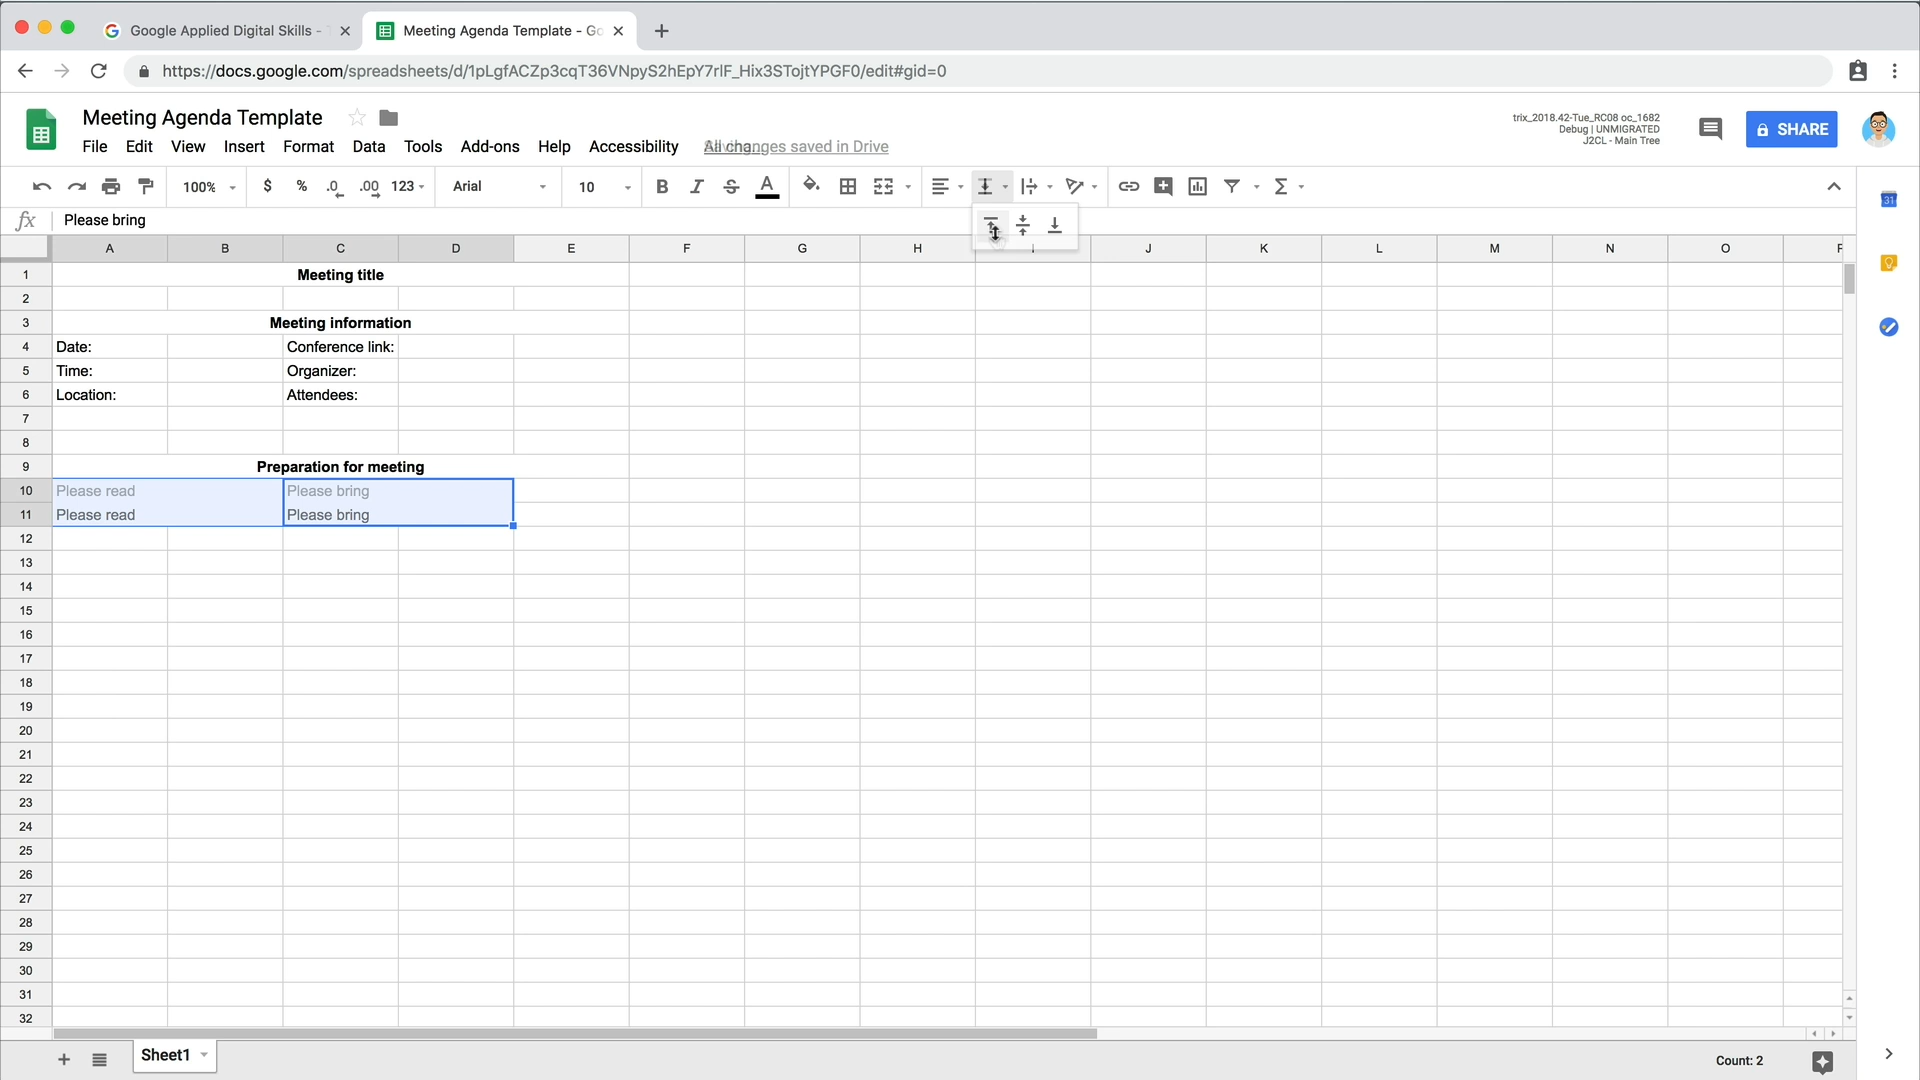 Google Applied Digital Skills -
Meeting Agenda Template - Go
https://docs.google.com/spreadsheets/d/1pLgfACZp3cqT36VNpyS2hEpY7rIF_Hix3STojtYPGF0/edit#gid=0
Meeting Agenda Template
trix_2018.42-Tue_RC08 oc_1682
Debug | UNMIGRATED
J2CL - Main Tree
SHARE
File Edit View Insert Format Data Tools Add-ons Help Accessibility changes saved in Drive
100% $ % .0 .00 123 Arial 10 B I S A
31
fx Please bring
A B C D E F G H I J K L M N O
1 Meeting title
2
3 Meeting information
4 Date: Conference link:
5 Time: Organizer:
6 Location: Attendees:
7
8
9 Preparation for meeting
10 Please read Please bring
11 Please read Please bring
12
13
14
15
16
17
18
19
20
21
22
23
24
25
26
27
28
29
30
31
32
Sheet1
Count: 2